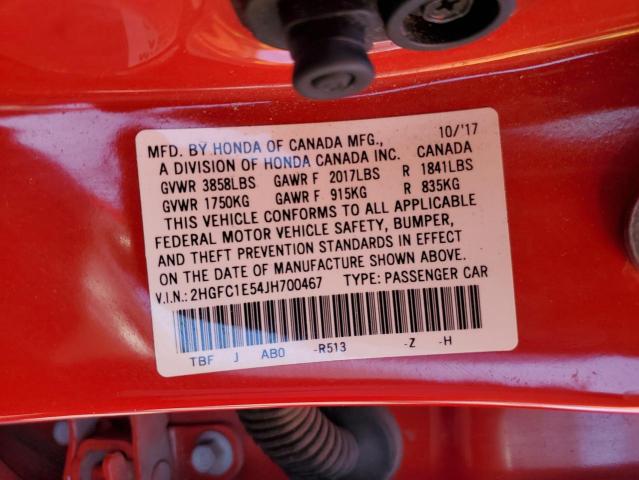 MFD. BY HONDA OF CANADA MFG., 10/'17
A DIVISION OF HONDA CANADA INC. CANADA
GVWR 3858LBS GAWR F 2017LBS R 1841LBS
GVWR 1750KG GAWR F 915KG R 835KG
THIS VEHICLE CONFORMS TO ALL APPLICABLE
FEDERAL MOTOR VEHICLE SAFETY, BUMPER,
AND THEFT PREVENTION STANDARDS IN EFFECT
ON THE DATE OF MANUFACTURE SHOWN ABOVE.
V.I.N.: 2HGFC1E54JH700467 TYPE: PASSENGER CAR
TBF J AB0 -R513 -Z -H